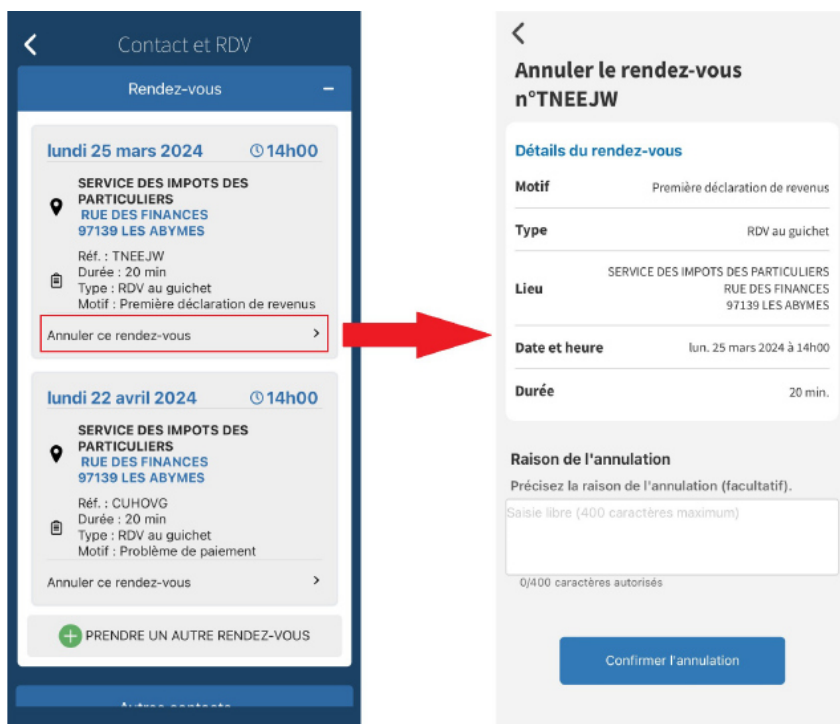 Contact et RDV
Rendez-vous
lundi 25 mars 2024 14h00
SERVICE DES IMPOTS DES
PARTICULIERS
RUE DES FINANCES
97139 LES ABYMES
Réf. : TNEEJW
Durée : 20 min
Type : RDV au guichet
Motif : Première déclaration de revenus
Annuler ce rendez-vous
lundi 22 avril 2024 14h00
SERVICE DES IMPOTS DES
PARTICULIERS
RUE DES FINANCES
97139 LES ABYMES
Réf. : CUHOVG
Durée : 20 min
Type : RDV au guichet
Motif : Problème de paiement
Annuler ce rendez-vous
PRENDRE UN AUTRE RENDEZ-VOUS
Autres contacts
Annuler le rendez-vous
n°TNEEJW
Détails du rendez-vous
Motif Première déclaration de revenus
Type RDV au guichet
Lieu SERVICE DES IMPOTS DES PARTICULIERS
RUE DES FINANCES
97139 LES ABYMES
Date et heure lun. 25 mars 2024 à 14h00
Durée 20 min.
Raison de l'annulation
Précisez la raison de l'annulation (facultatif).
Saisie libre (400 caractères maximum)
0/400 caractères autorisés
Confirmer l'annulation